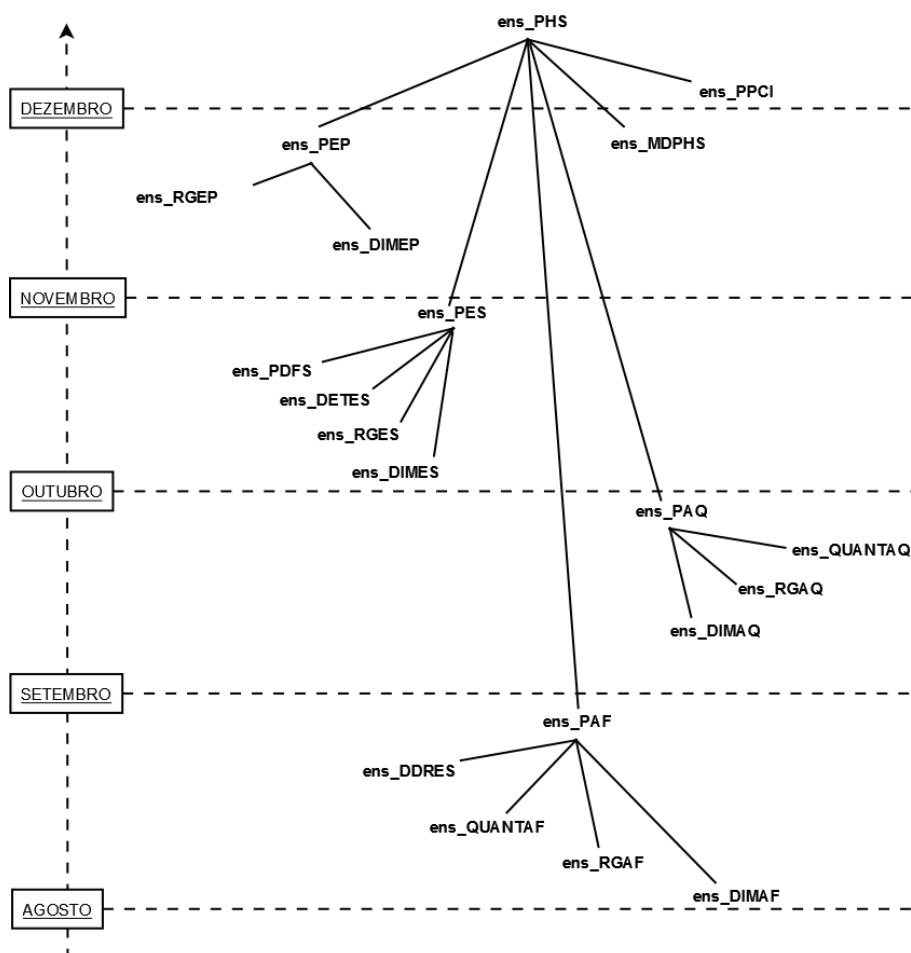 ens_PHS
ens_PPCI
DEZEMBRO
ens_PEP
ens_MDPHS
ens_RGEP
ens_DIMEP
NOVEMBRO
ens_PES
ens_PDFS
ens_DETES
ens_RGES
ens_DIMES
OUTUBRO
ens_PAQ
ens_QUANTAQ
ens_RGAQ
ens_DIMAQ
SETEMBRO
ens_PAF
ens_DDRES
ens_QUANTAF
ens_RGAF
ens_DIMAF
AGOSTO